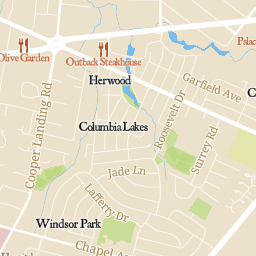 Palac
Olive Garden
Outback Steakhouse
Herwood
Garfield Ave
C
Cooper Landing Rd
Columbia Lakes
Roosevelt Dr
Surrey Rd
Jade Ln
Lafferty Dr
Windsor Park
Chapel Av